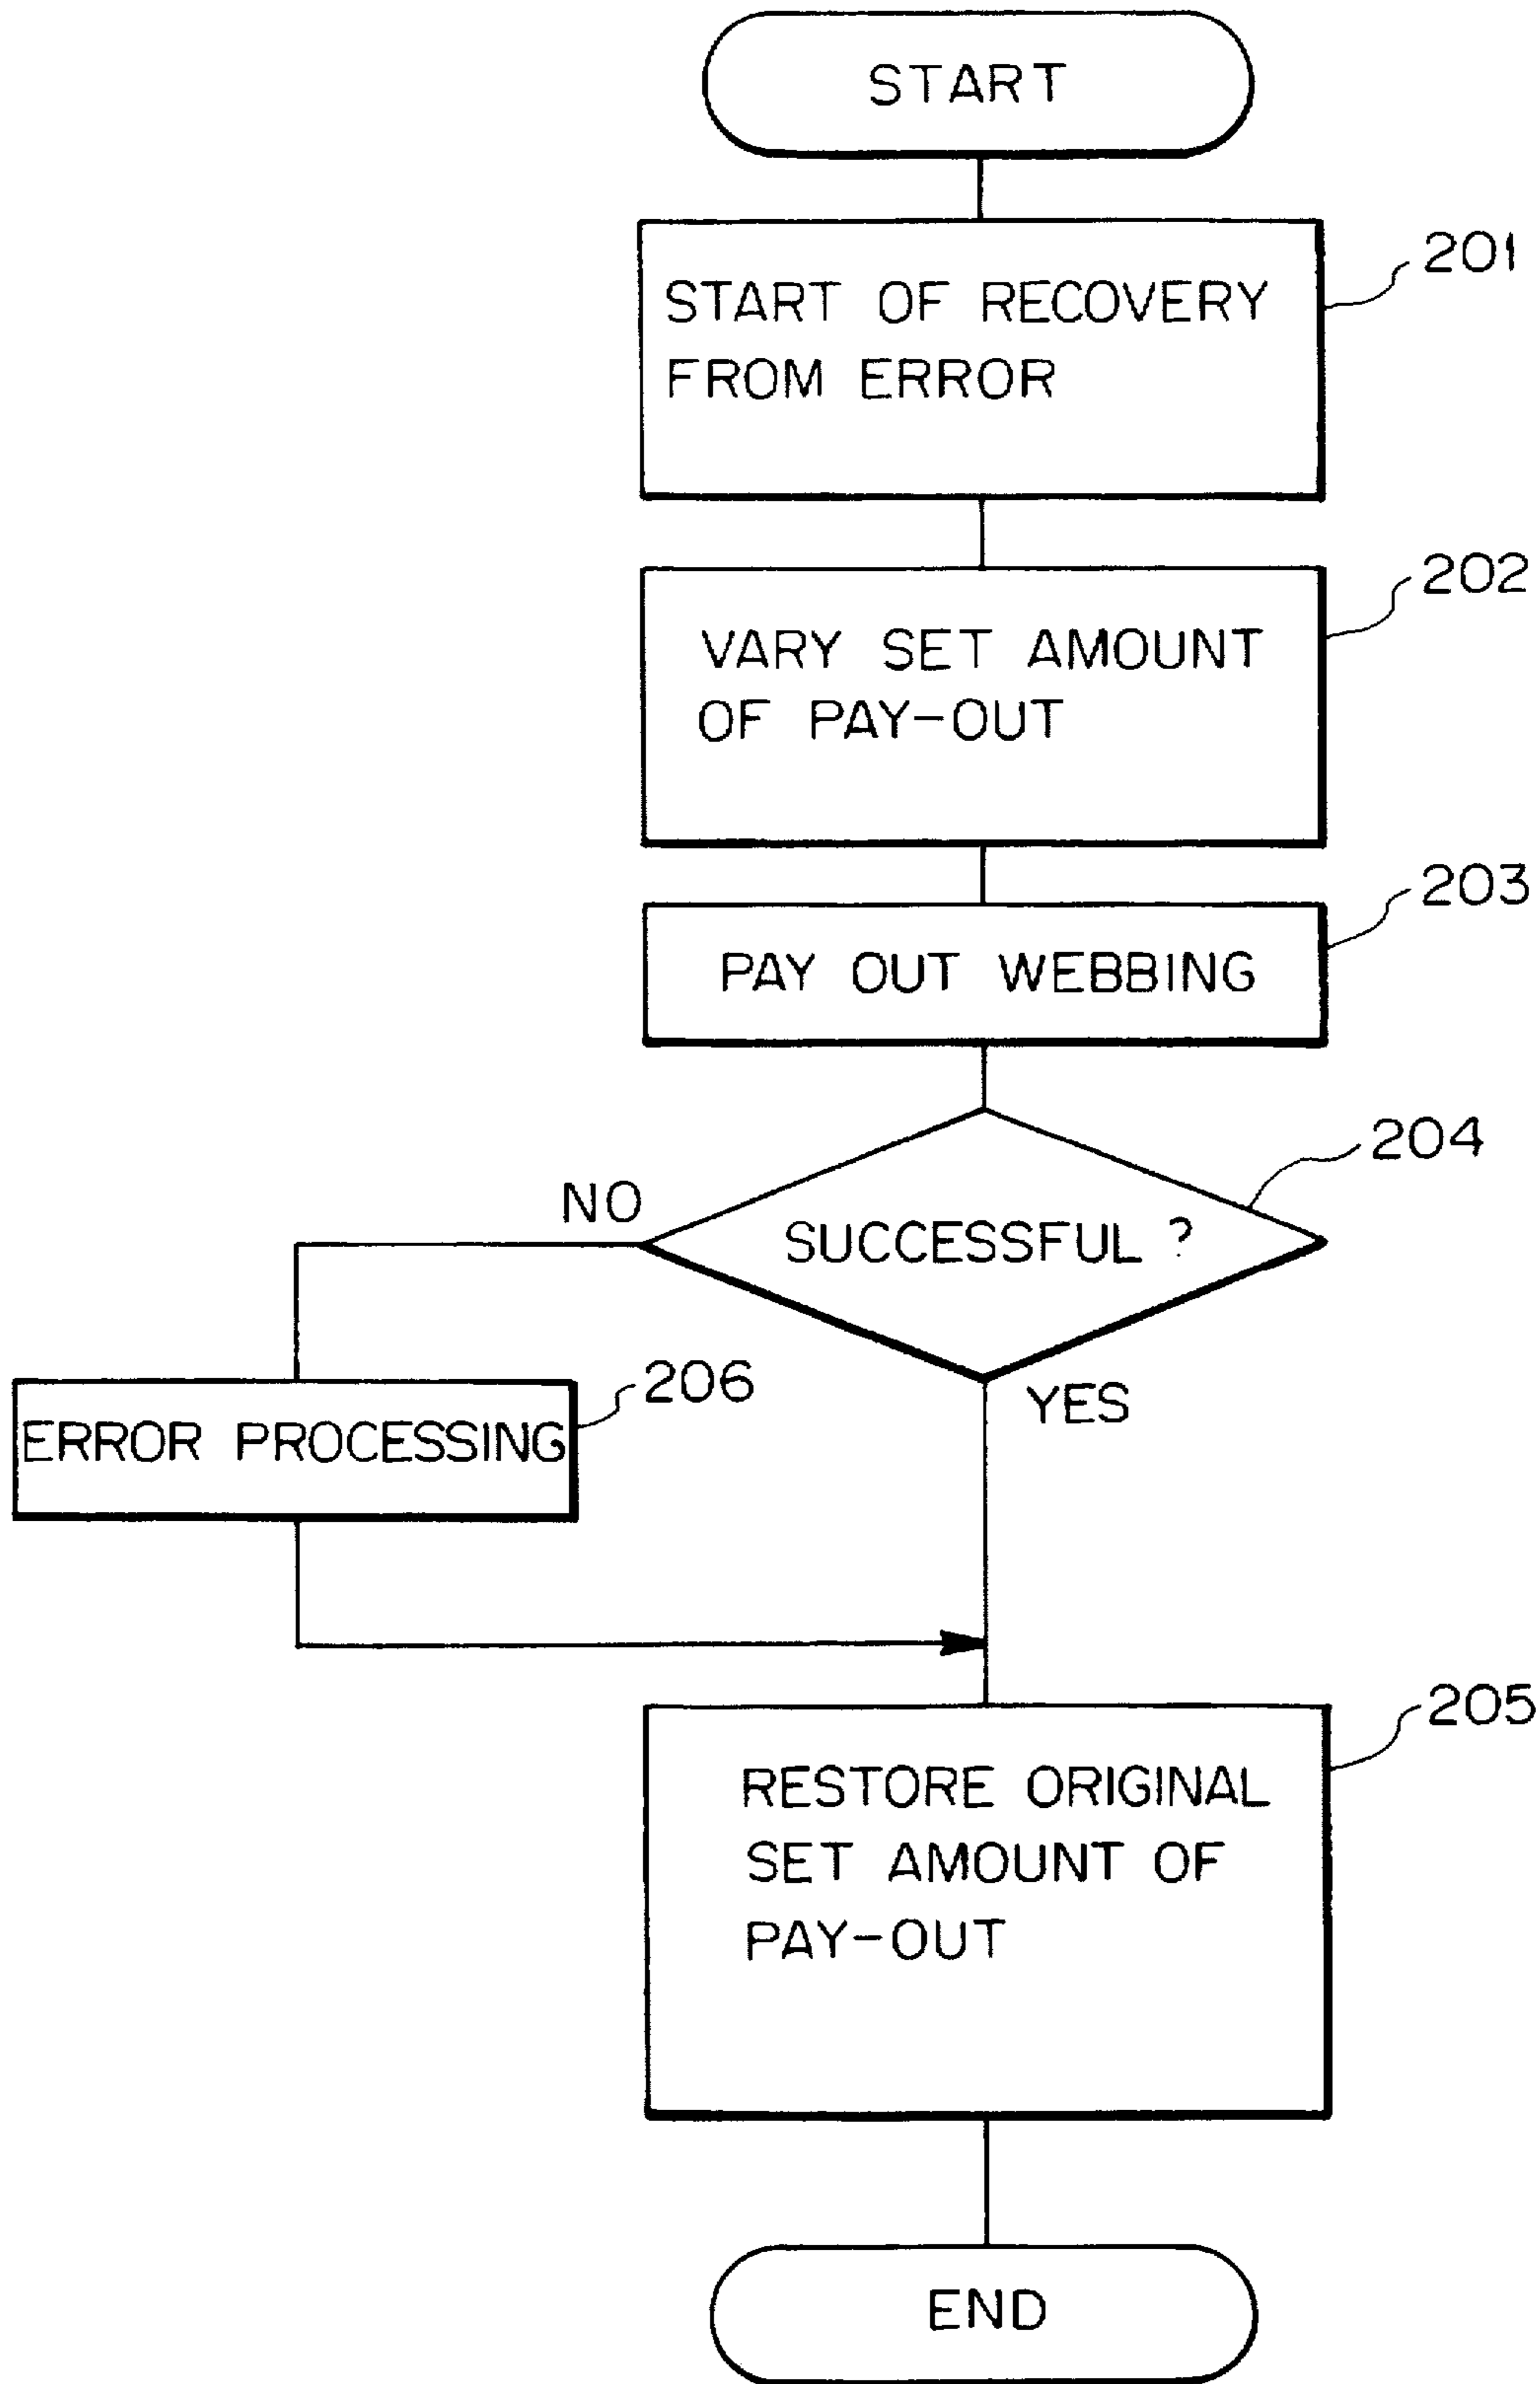 START
201
START OF RECOVERY
FROM ERROR
202
VARY SET AMOUNT
OF PAY-OUT
203
PAY OUT WEBBING
204
NO
SUCCESSFUL ?
206
YES
ERROR PROCESSING
205
RESTORE ORIGINAL
SET AMOUNT OF
PAY-OUT
END